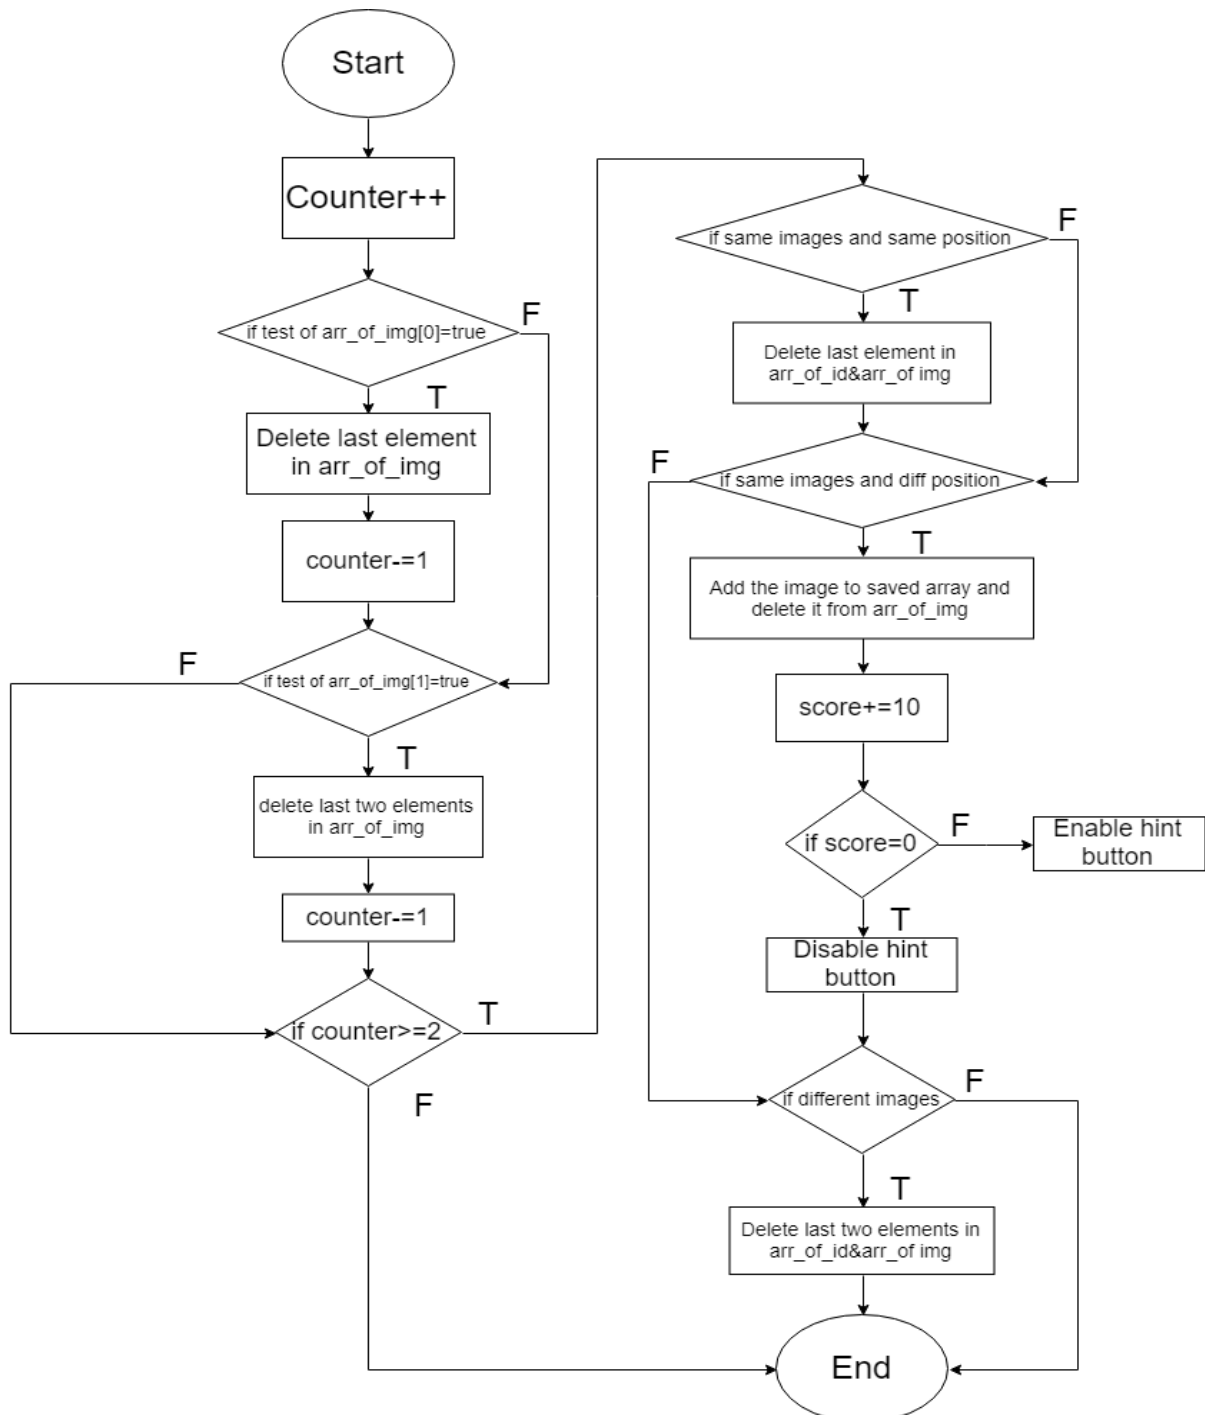 Start
Counter++
if test of arr_of_img[0]=true
F
T
Delete last element
in arr_of_img
counter-=1
if test of arr_of_img[1]=true
F
T
delete last two elements
in arr_of_img
counter-=1
if counter>=2
T
F
if same images and same position
F
T
Delete last element in
arr_of_id&arr_of img
if same images and diff position
F
T
Add the image to saved array and
delete it from arr_of_img
score+=10
if score=0
F
Enable hint
button
T
Disable hint
button
if different images
F
T
Delete last two elements in
arr_of_id&arr_of img
End